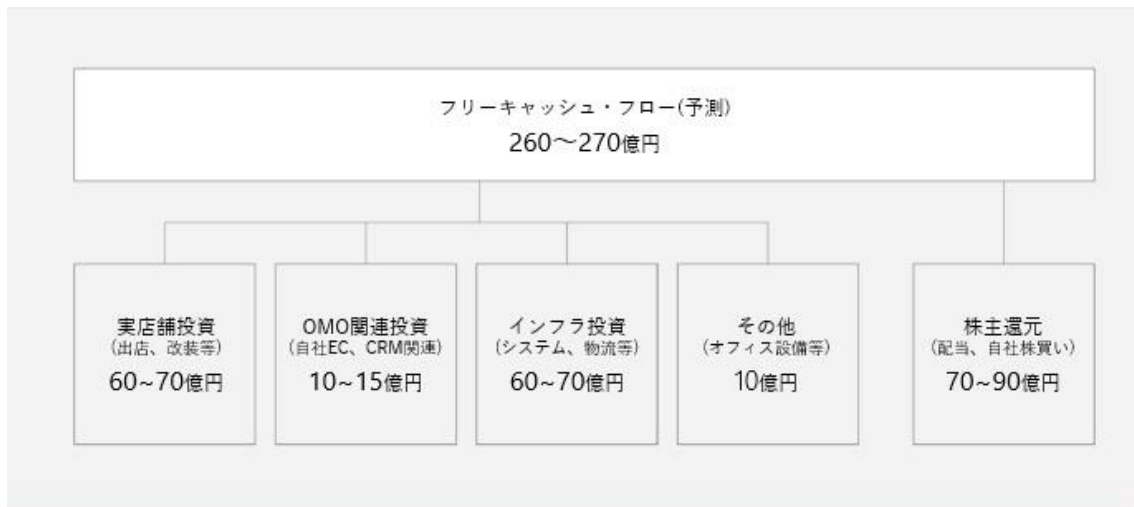 フリーキャッシュ・フロー(予測)
260～270億円
実店舗投資
(出店、改装等)
60~70億円
OMO関連投資
(自社EC、CRM関連)
10~15億円
インフラ投資
(システム、物流等)
60~70億円
その他
(オフィス設備等)
10億円
株主還元
(配当、自社株買い)
70~90億円